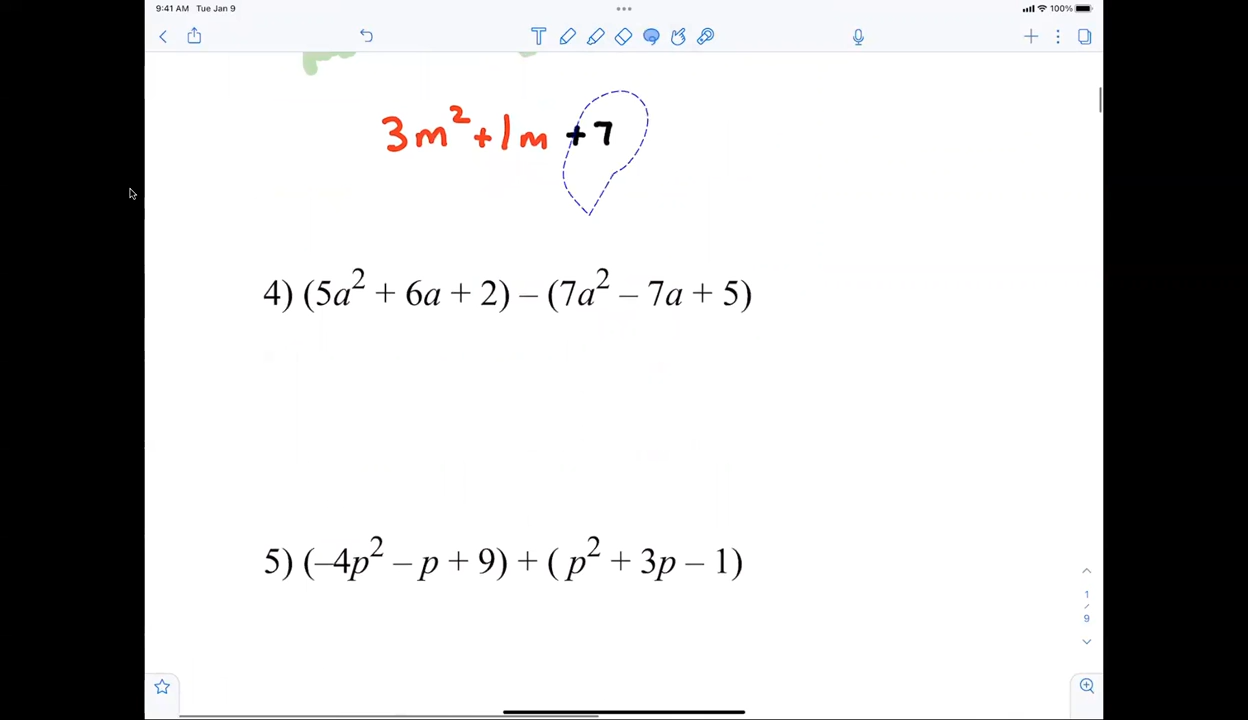 9:41 AM Tue Jan 9
100%
3m² + 1m + 7
4) (5a² + 6a + 2) – (7a² – 7a + 5)
5) (–4p² – p + 9) + ( p² + 3p – 1)
1
/
9